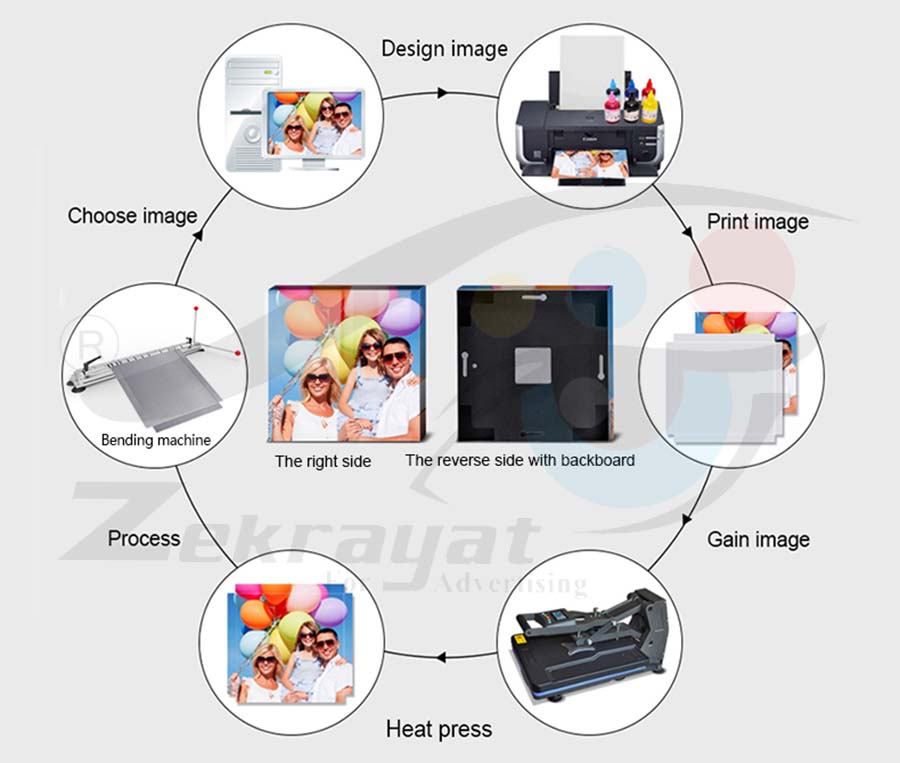 Design image
Choose image
Print image
Canon
®
Bending machine
The right side
The reverse side with backboard
Process
Gain image
Zekrayat
For Advertising
Heat press